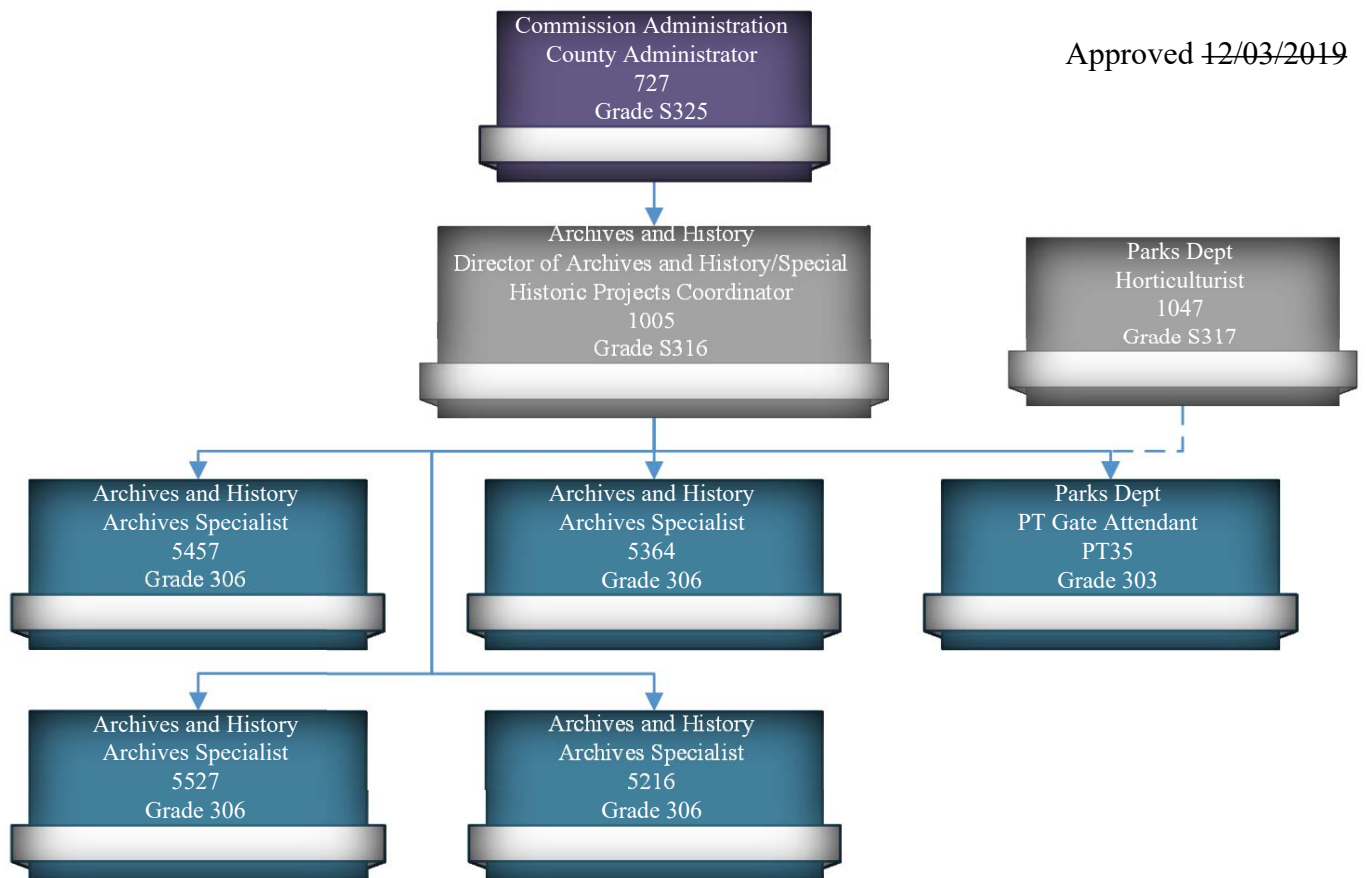 Commission Administration
County Administrator
727
Grade S325
Approved 12/03/2019
Archives and History
Director of Archives and History/Special
Historic Projects Coordinator
1005
Grade S316
Parks Dept
Horticulturist
1047
Grade S317
Archives and History
Archives Specialist
5457
Grade 306
Archives and History
Archives Specialist
5364
Grade 306
Parks Dept
PT Gate Attendant
PT35
Grade 303
Archives and History
Archives Specialist
5527
Grade 306
Archives and History
Archives Specialist
5216
Grade 306